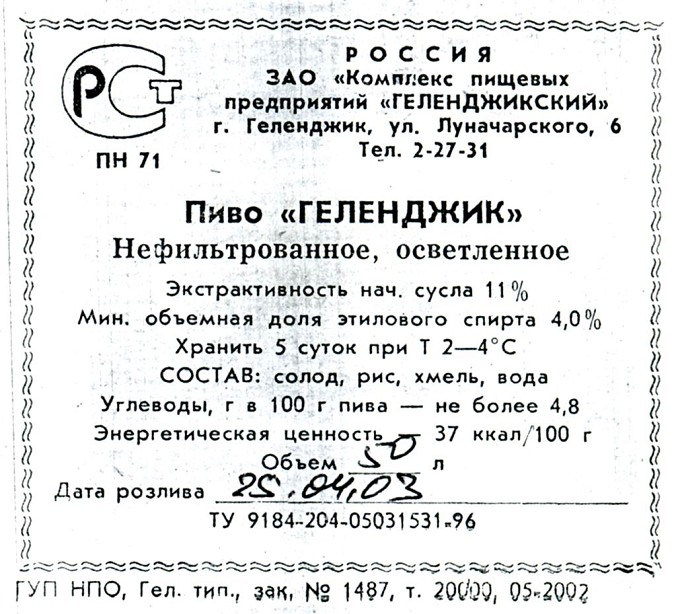 РОССИЯ
ЗАО «Комплекс пищевых
предприятий «ГЕЛЕНДЖИКСКИЙ»
г. Геленджик, ул. Луначарского, 6
Тел. 2-27-31
РСТ
ПН 71
Пиво «ГЕЛЕНДЖИК»
Нефильтрованное, осветленное
Экстрактивность нач. сусла 11%
Мин. объемная доля этилового спирта 4,0%
Хранить 5 суток при Т 2—4°С
СОСТАВ: солод, рис, хмель, вода
Углеводы, г в 100 г пива — не более 4,8
Энергетическая ценность — 37 ккал/100 г
Объем 50 л
Дата розлива 25.04.03
ТУ 9184-204-05031531-96
ГУП НПО, Гел. тип., зак, № 1487, т. 20000, 05-2002